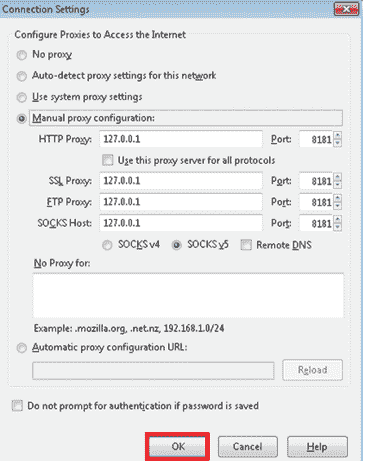 Connection Settings
Configure Proxies to Access the Internet
No proxy
Auto-detect proxy settings for this network
Use system proxy settings
Manual proxy configuration:
HTTP Proxy: 127.0.0.1 Port: 8181
Use this proxy server for all protocols
SSL Proxy: 127.0.0.1 Port: 8181
FTP Proxy: 127.0.0.1 Port: 8181
SOCKS Host: 127.0.0.1 Port: 8181
SOCKS v4 SOCKS v5 Remote DNS
No Proxy for:
Example: .mozilla.org, .net.nz, 192.168.1.0/24
Automatic proxy configuration URL:
Reload
Do not prompt for authentication if password is saved
OK Cancel Help